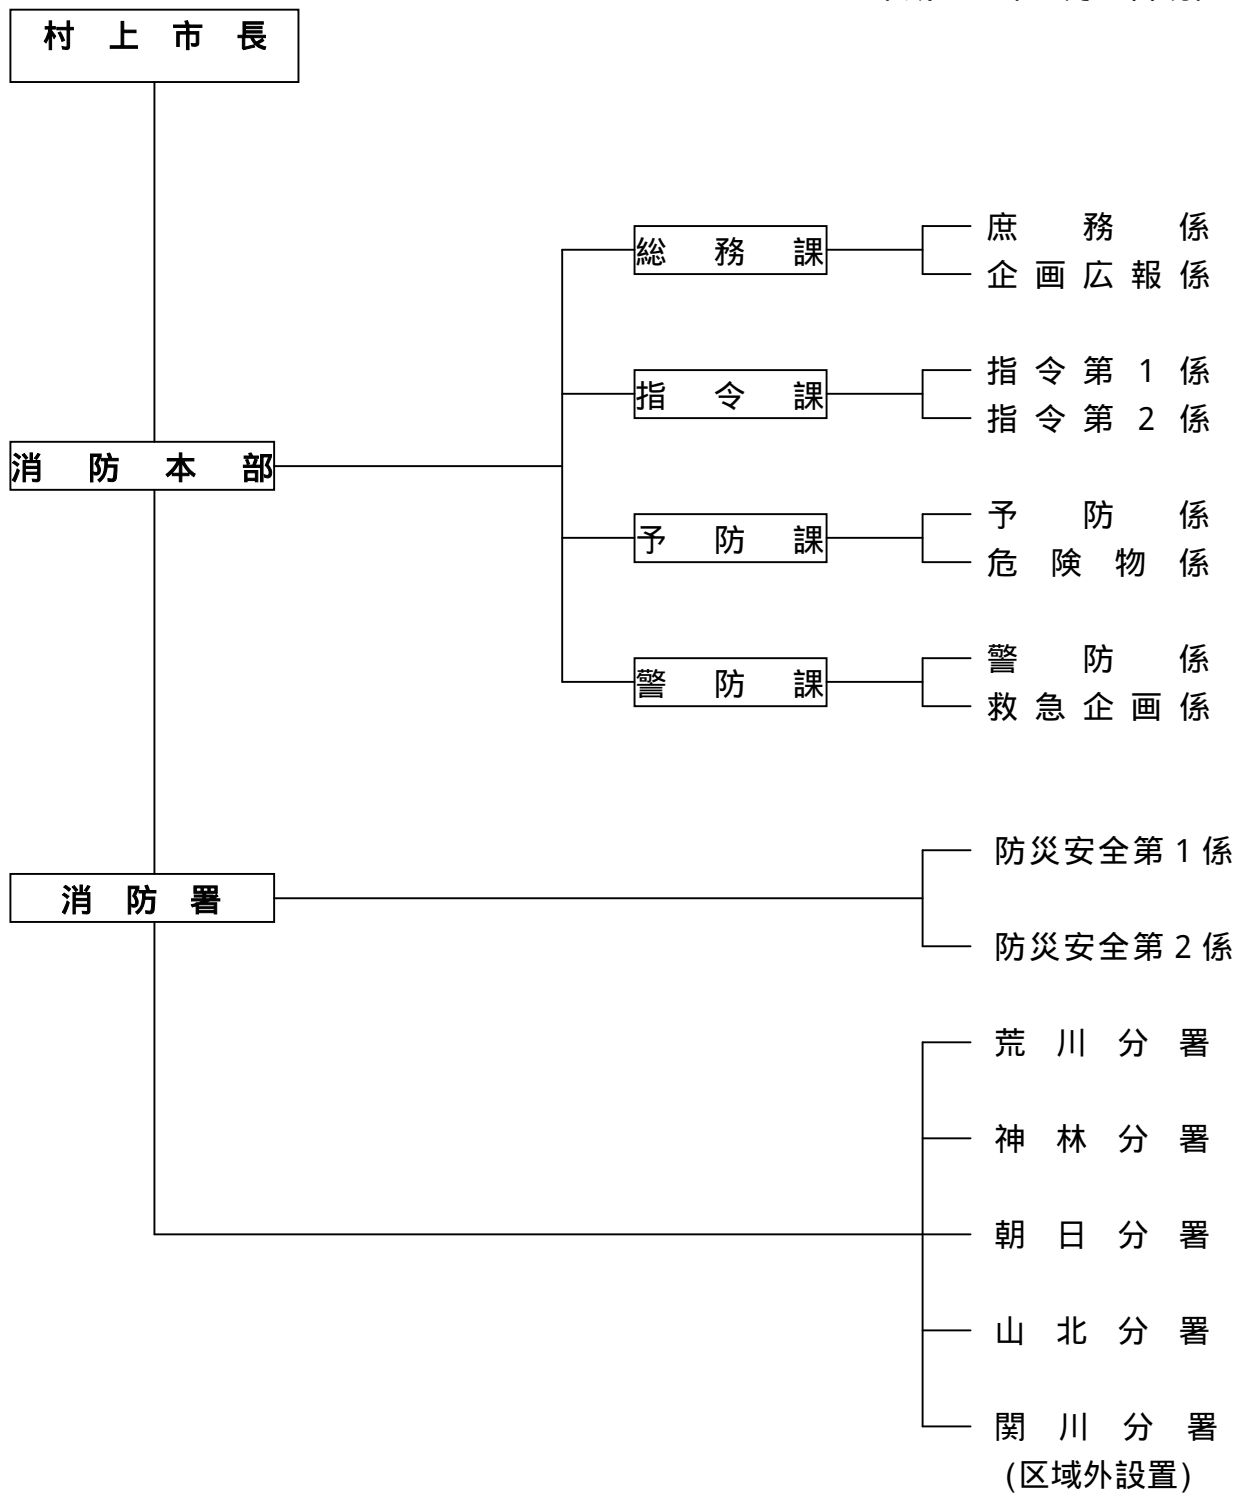 村上市長
総務課
庶務係
企画広報係
指令課
指令第1係
指令第2係
消防本部
予防課
予防係
危険物係
警防課
警防係
救急企画係
消防署
防災安全第1係
防災安全第2係
荒川分署
神林分署
朝日分署
山北分署
関川分署
(区域外設置)